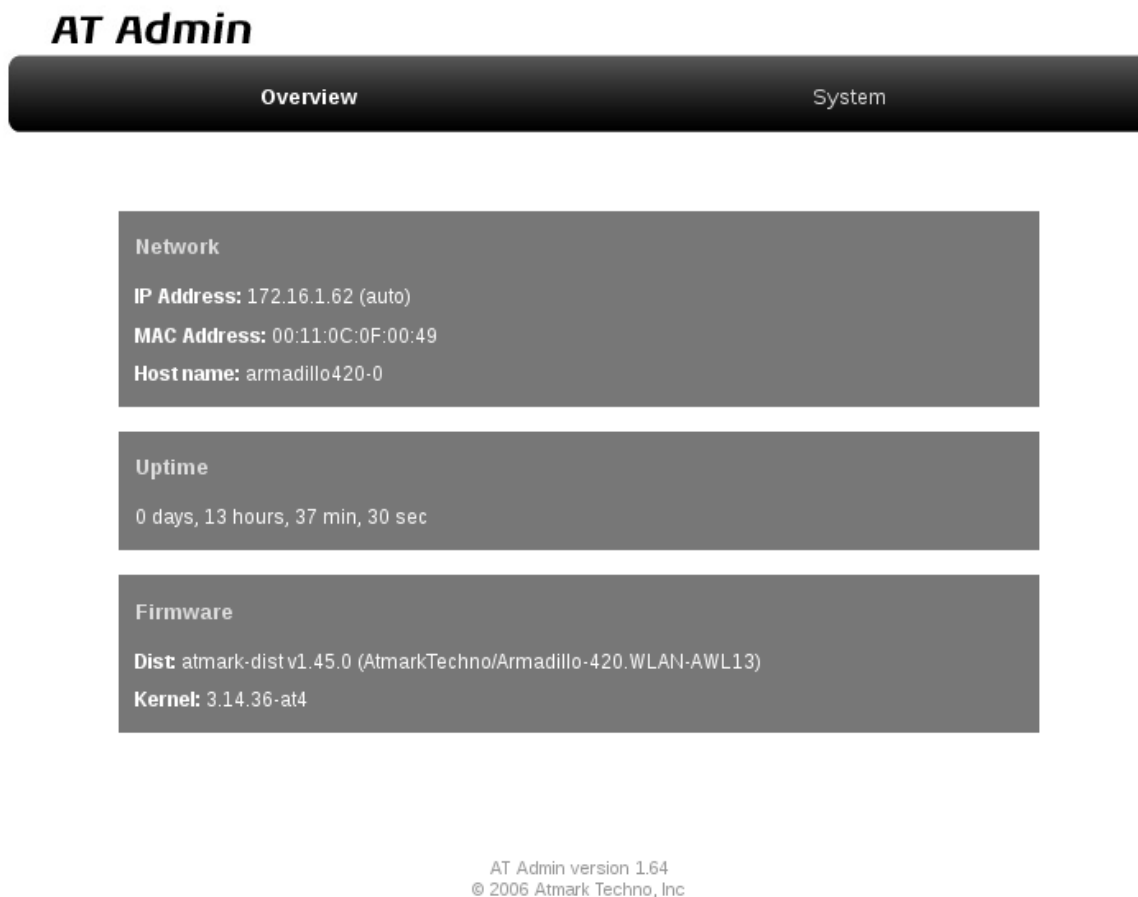 AT Admin
Overview System
Network
IP Address: 172.16.1.62 (auto)
MAC Address: 00:11:0C:0F:00:49
Host name: armadillo420-0
Uptime
0 days, 13 hours, 37 min, 30 sec
Firmware
Dist: atmark-dist v1.45.0 (AtmarkTechno/Armadillo-420.WLAN-AWL13)
Kernel: 3.14.36-at4
AT Admin version 1.64
© 2006 Atmark Techno, Inc